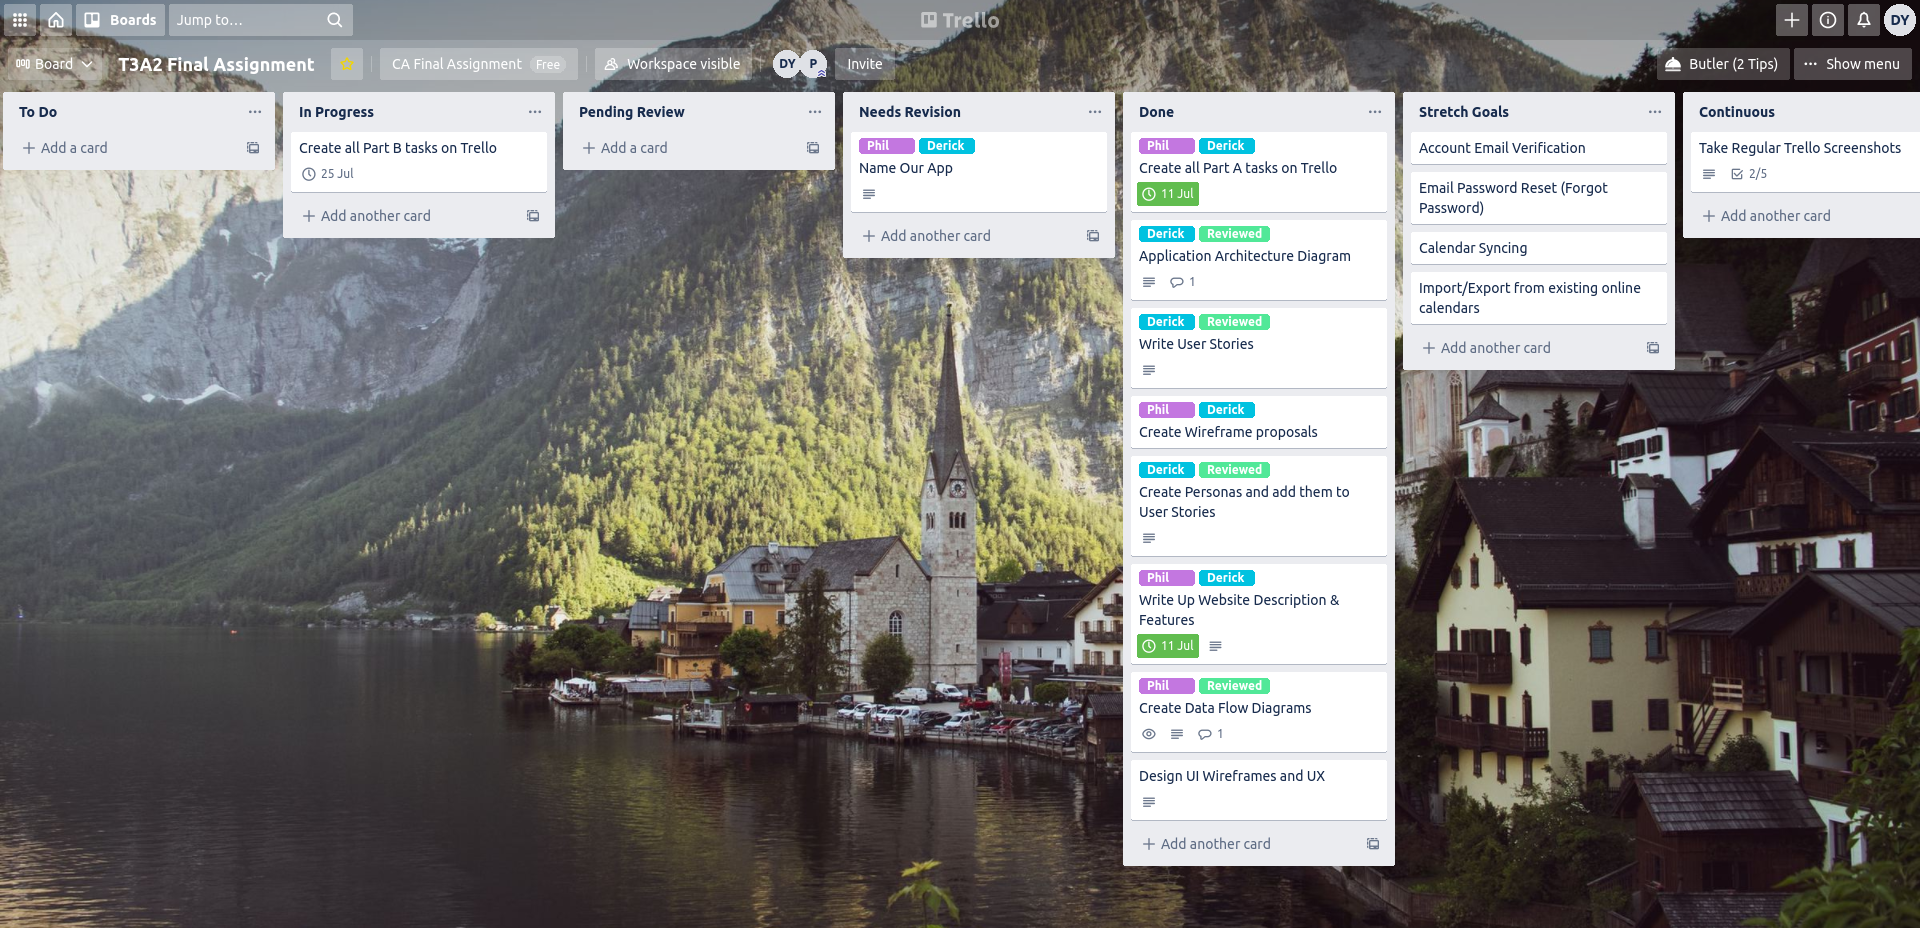 Boards
Jump to...
Trello
DY
Board
T3A2 Final Assignment
CA Final Assignment Free
Workspace visible
DY
P
Invite
Butler (2 Tips)
Show menu
To Do
Add a card
In Progress
Create all Part B tasks on Trello
25 Jul
Add another card
Pending Review
Add a card
Needs Revision
Phil Derick
Name Our App
Add another card
Done
Phil Derick
Create all Part A tasks on Trello
11 Jul
Derick Reviewed
Application Architecture Diagram
1
Derick Reviewed
Write User Stories
Phil Derick
Create Wireframe proposals
Derick Reviewed
Create Personas and add them to
User Stories
Phil Derick
Write Up Website Description &
Features
11 Jul
Phil Reviewed
Create Data Flow Diagrams
1
Design UI Wireframes and UX
Add another card
Stretch Goals
Account Email Verification
Email Password Reset (Forgot
Password)
Calendar Syncing
Import/Export from existing online
calendars
Add another card
Continuous
Take Regular Trello Screenshots
2/5
Add another card